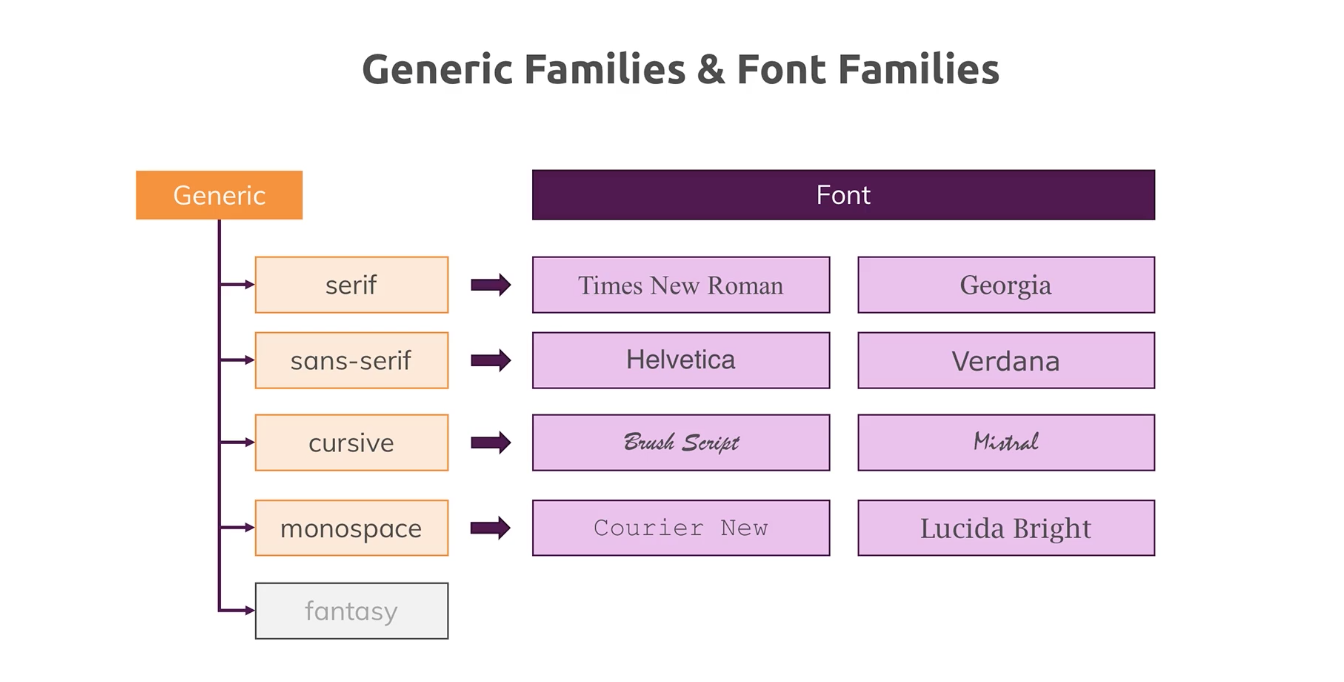 Generic Families & Font Families
Generic
Font
serif
Times New Roman
Georgia
sans-serif
Helvetica
Verdana
cursive
Brush Script
Mistral
monospace
Courier New
Lucida Bright
fantasy